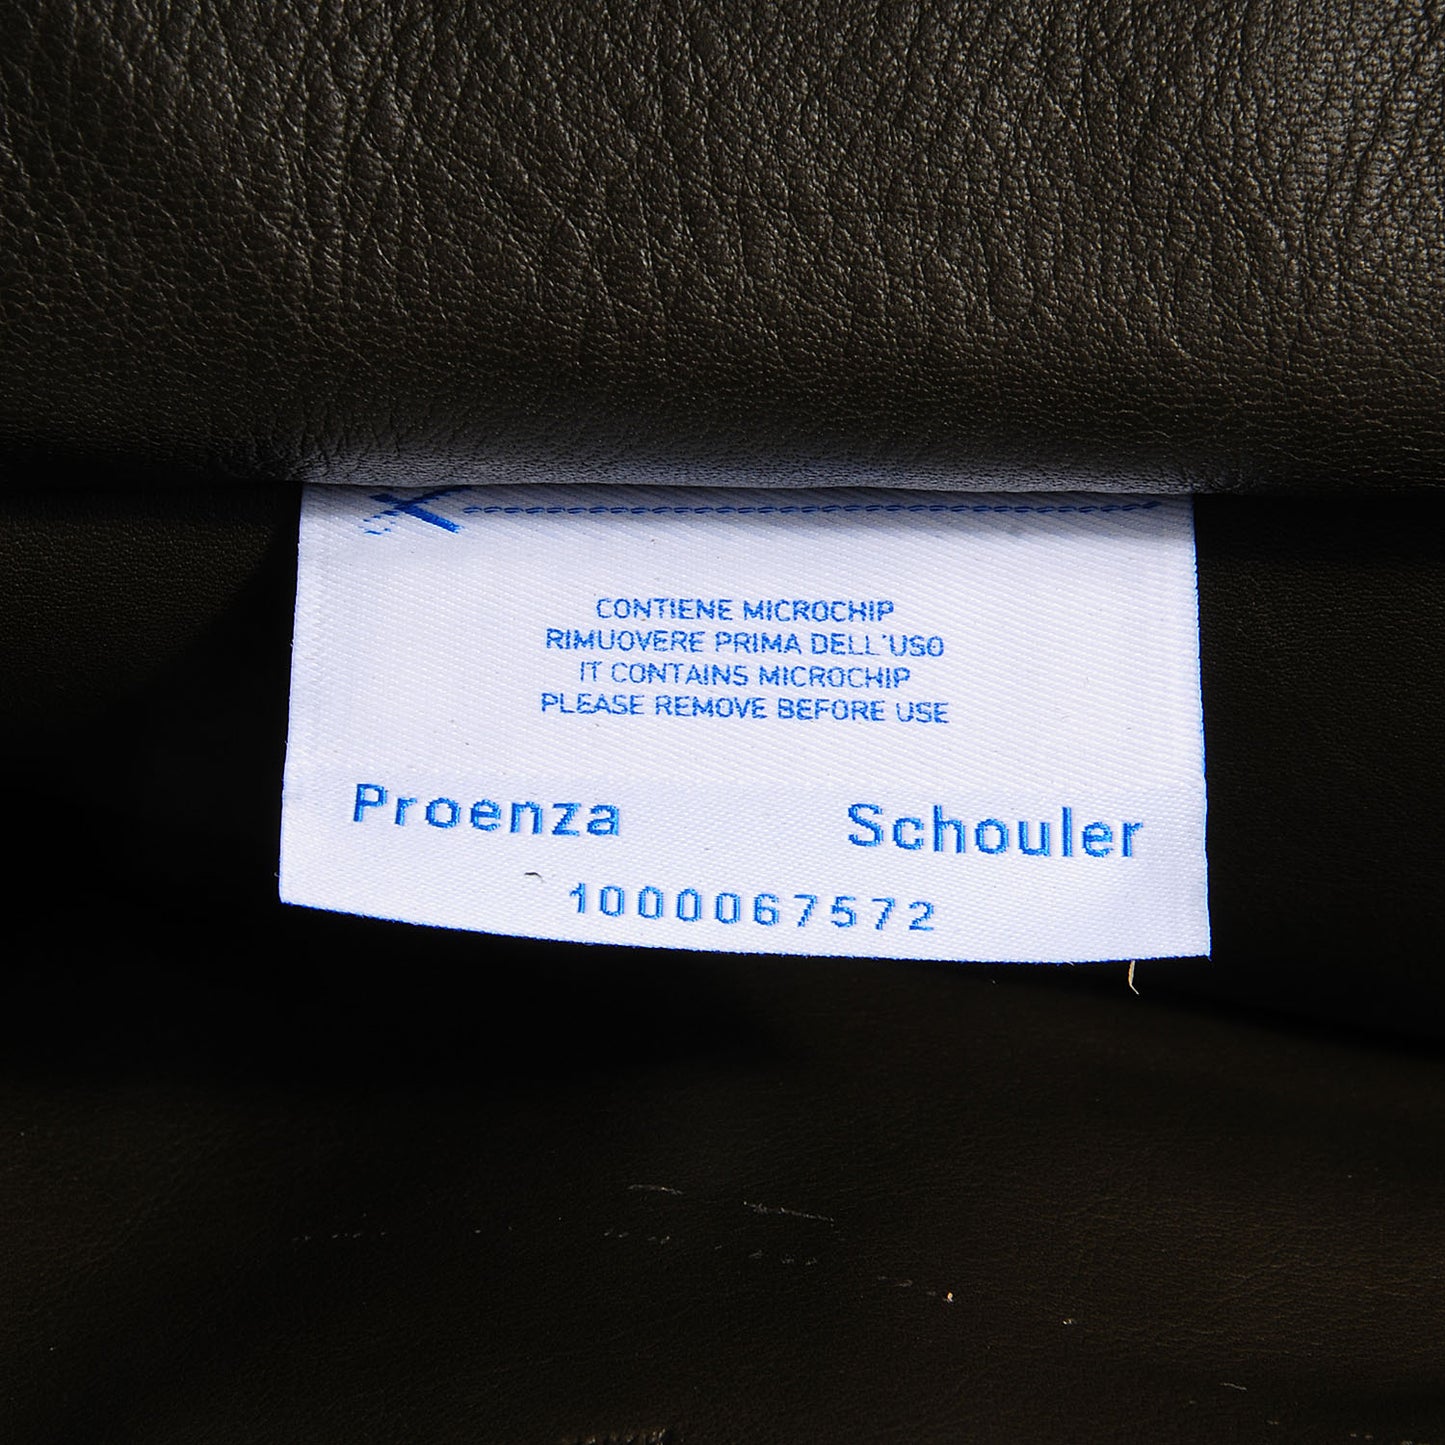 CONTIENE MICROCHIP
RIMUOVERE PRIMA DELL'USO
IT CONTAINS MICROCHIP
PLEASE REMOVE BEFORE USE
Proenza Schouler
1000067572